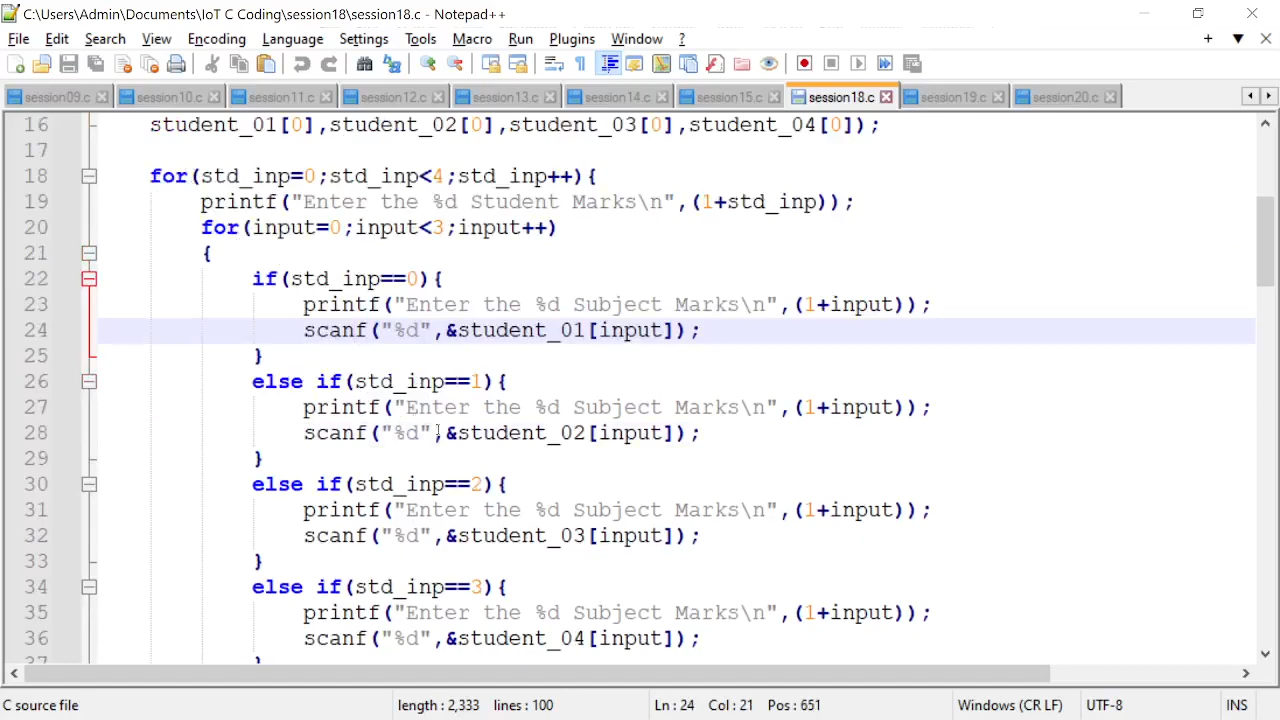 C:\Users\Admin\Documents\IoT C Coding\session18\session18.c - Notepad++
File Edit Search View Encoding Language Settings Tools Macro Run Plugins Window ?
session09.c session10.c session11.c session12.c session13.c session14.c session15.c session18.c session19.c session20.c
16 student_01[0],student_02[0],student_03[0],student_04[0]);
17
18 for(std_inp=0;std_inp<4;std_inp++){
19 printf("Enter the %d Student Marks\n",(1+std_inp));
20 for(input=0;input<3;input++)
21 {
22 if(std_inp==0){
23 printf("Enter the %d Subject Marks\n",(1+input));
24 scanf("%d",&student_01[input]);
25 }
26 else if(std_inp==1){
27 printf("Enter the %d Subject Marks\n",(1+input));
28 scanf("%d",&student_02[input]);
29 }
30 else if(std_inp==2){
31 printf("Enter the %d Subject Marks\n",(1+input));
32 scanf("%d",&student_03[input]);
33 }
34 else if(std_inp==3){
35 printf("Enter the %d Subject Marks\n",(1+input));
36 scanf("%d",&student_04[input]);
37 }
C source file length : 2,333 lines : 100 Ln : 24 Col : 21 Pos : 651 Windows (CR LF) UTF-8 INS